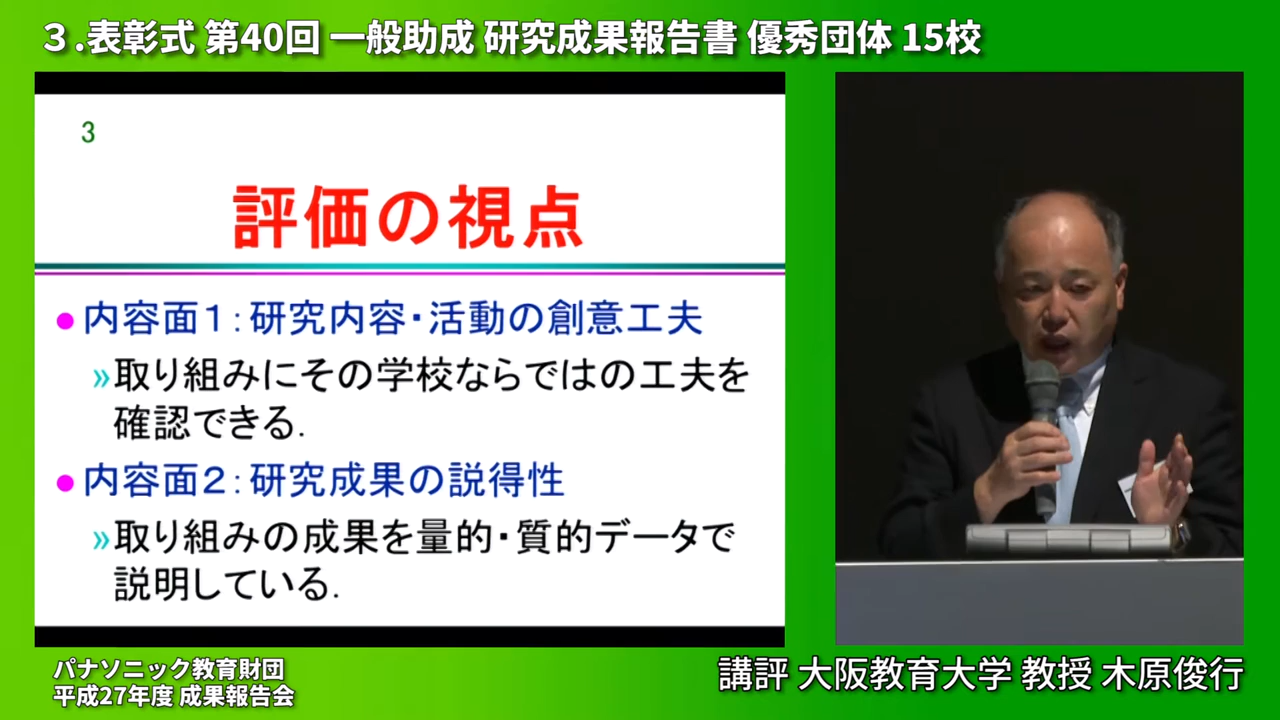 ３.表彰式 第40回 一般助成 研究成果報告書 優秀団体 15校
3
評価の視点
●内容面１:研究内容・活動の創意工夫
»取り組みにその学校ならではの工夫を
確認できる.
●内容面２:研究成果の説得性
»取り組みの成果を量的・質的データで
説明している.
パナソニック教育財団
平成27年度 成果報告会
講評 大阪教育大学 教授 木原俊行